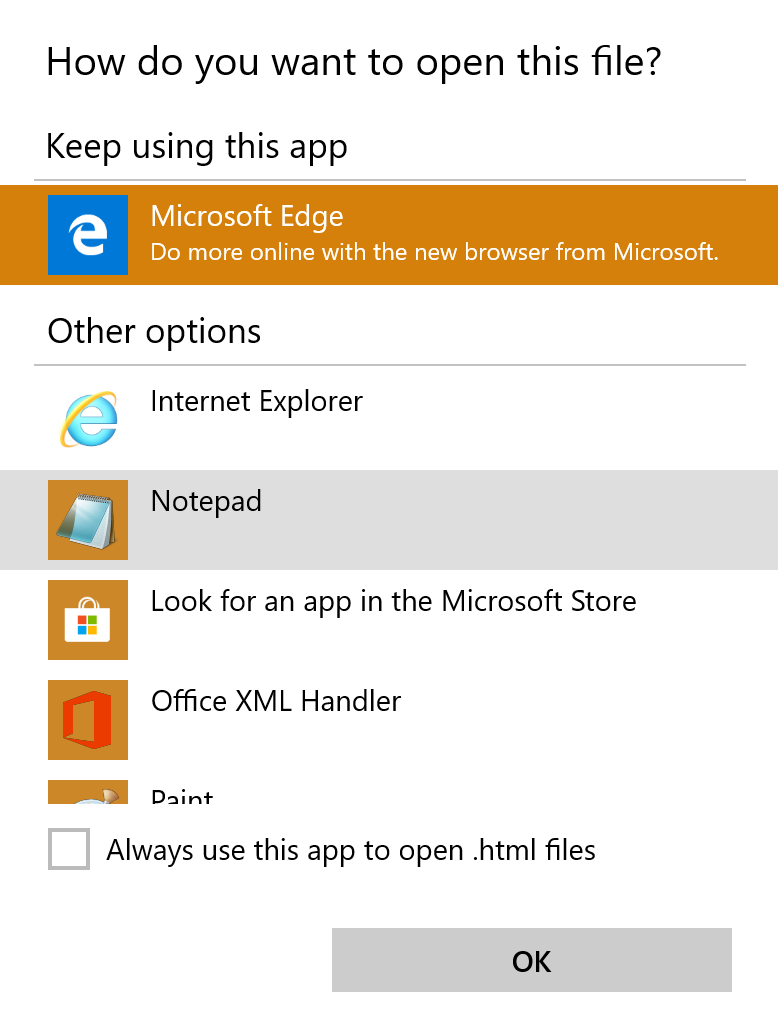 How do you want to open this file?
Keep using this app
Microsoft Edge
Do more online with the new browser from Microsoft.
Other options
Internet Explorer
Notepad
Look for an app in the Microsoft Store
Office XML Handler
Paint
Always use this app to open .html files
OK